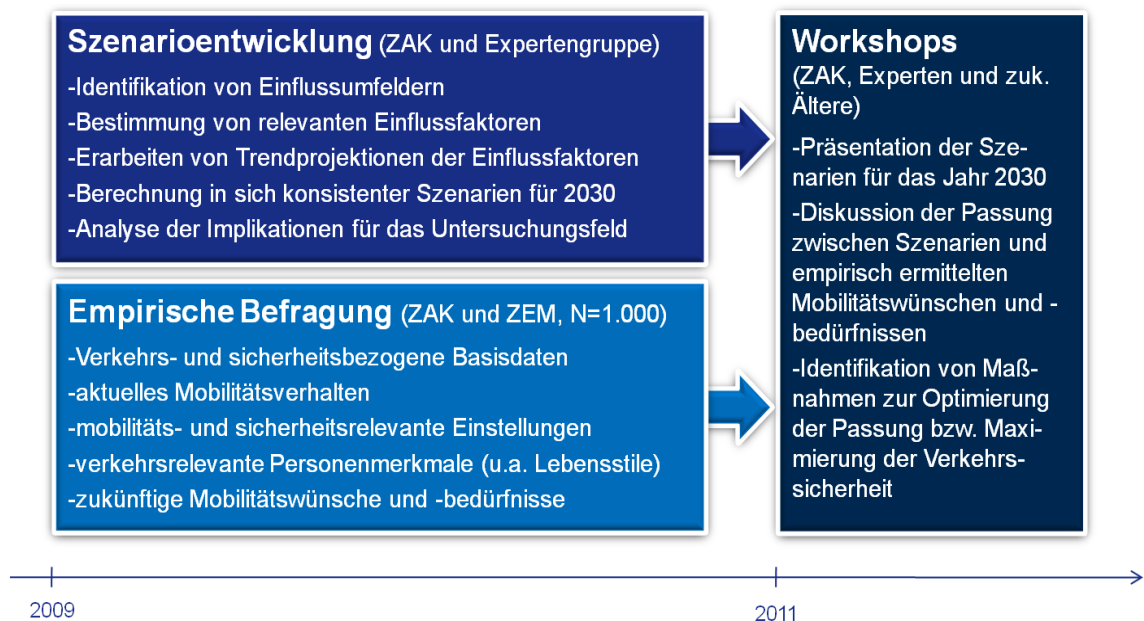 Szenarioentwicklung (ZAK und Expertengruppe)
-Identifikation von Einflussumfeldern
-Bestimmung von relevanten Einflussfaktoren
-Erarbeiten von Trendprojektionen der Einflussfaktoren
-Berechnung in sich konsistenter Szenarien für 2030
-Analyse der Implikationen für das Untersuchungsfeld
Empirische Befragung (ZAK und ZEM, N=1.000)
-Verkehrs- und sicherheitsbezogene Basisdaten
-aktuelles Mobilitätsverhalten
-mobilitäts- und sicherheitsrelevante Einstellungen
-verkehrsrelevante Personenmerkmale (u.a. Lebensstile)
-zukünftige Mobilitätswünsche und -bedürfnisse
Workshops
(ZAK, Experten und zuk.
Ältere)
-Präsentation der Sze-
narien für das Jahr 2030
-Diskussion der Passung
zwischen Szenarien und
empirisch ermittelten
Mobilitätswünschen und -
bedürfnissen
-Identifikation von Maß-
nahmen zur Optimierung
der Passung bzw. Maxi-
mierung der Verkehrs-
sicherheit
2009
2011